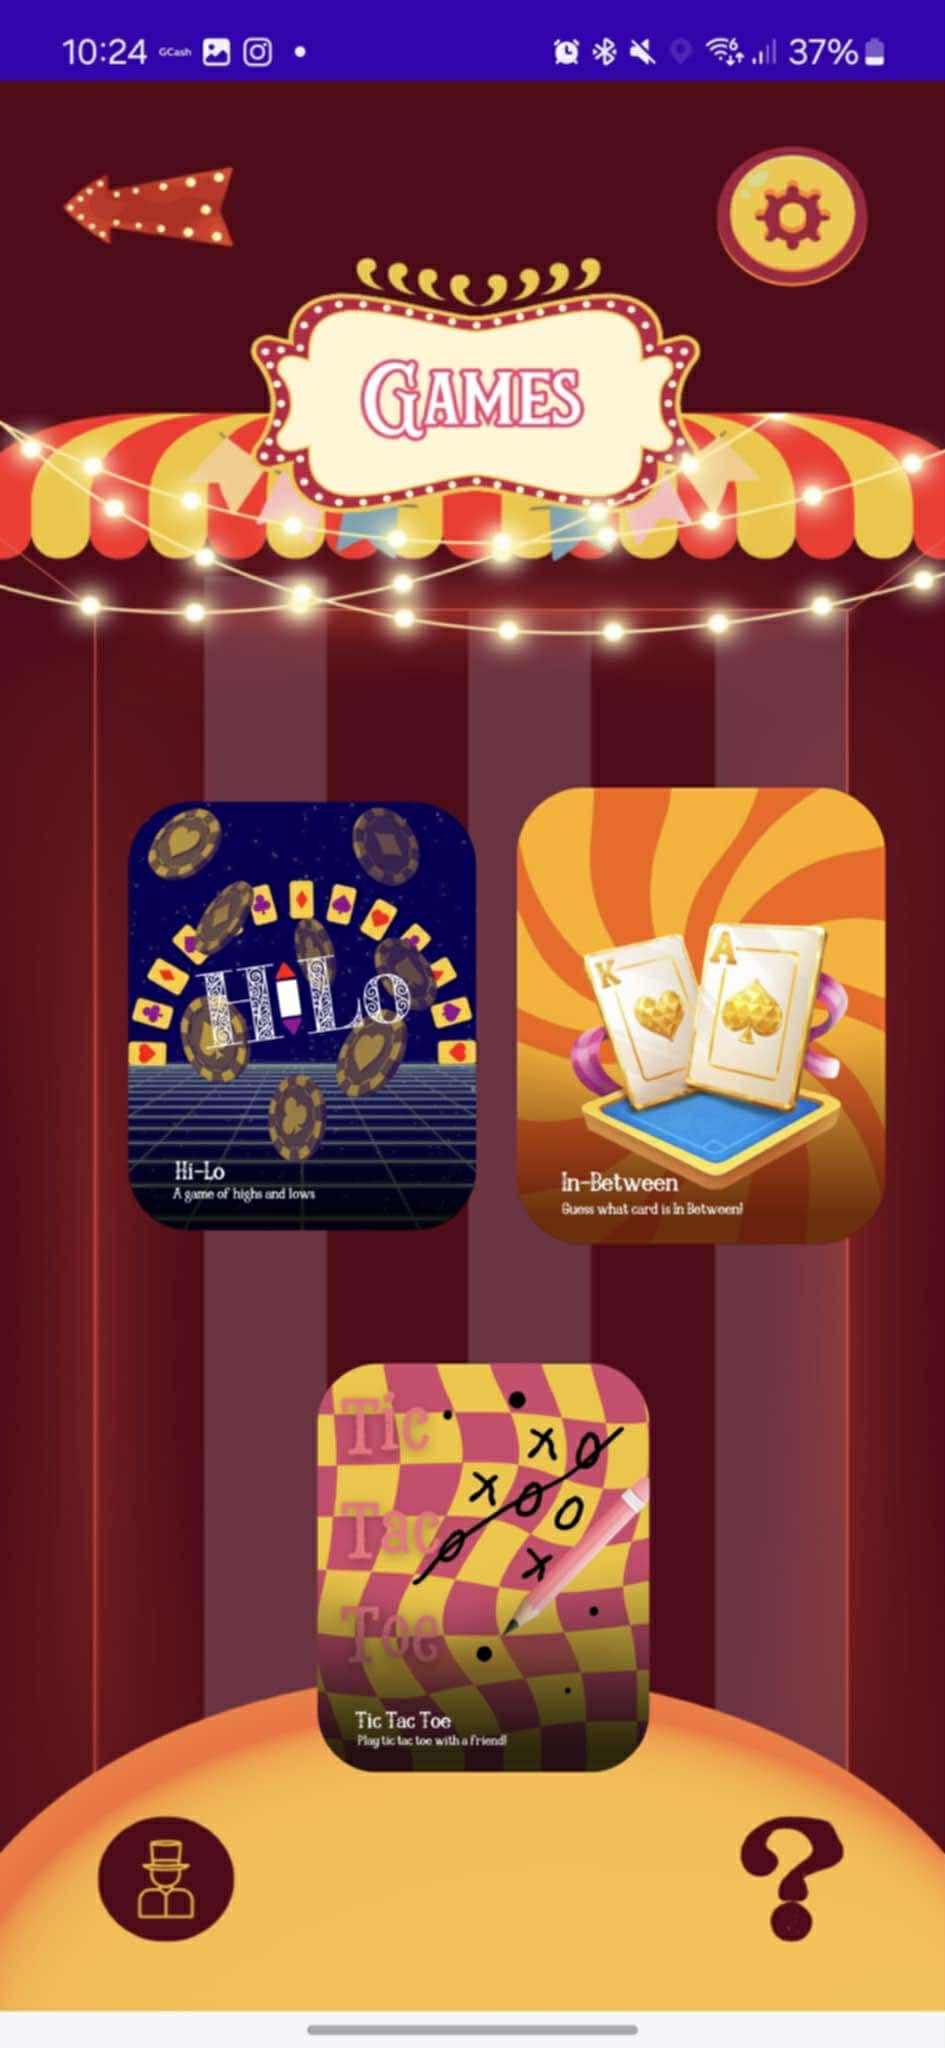 10:24 GCash 6 37%
GAMES
K A
HiLo
Hi-Lo
A game of highs and lows
In-Between
Guess what card is In Between!
Tic
Tac
Toe
X O
X O O
O X
Tic Tac Toe
Play tic tac toe with a friend!
?